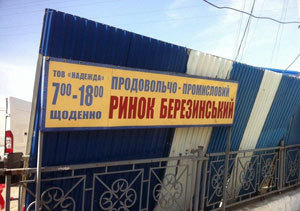 ТОВ «НАДЕЖДА»
7⁰⁰-18⁰⁰
ЩОДЕННО
ПРОДОВОЛЬЧО-ПРОМИСЛОВИЙ
РИНОК БЕРЕЗИНСЬКИЙ